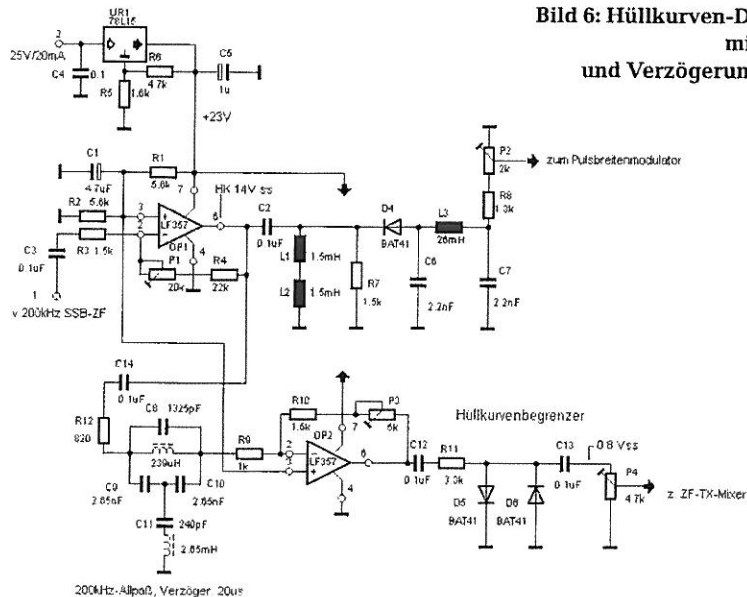 Bild 6: Hüllkurven-D
mi
und Verzögerun
UR1
78L15
2
25V/20mA
C4
0.1
R5
1.6k
R6
4.7k
C5
1u
+23V
C1
4.7uF
R1
5.6k
R2
5.6k
C3
0.1uF
R3 1.5k
1
v 200kHz SSB-ZF
3
2
7
LF357
OP1
4
6
P1
20k
R4
22k
HK 14V ss
C2
0.1uF
L1
1.5mH
L2
1.5mH
R7
1.5k
D4
BAT41
C6
2.2nF
L3
26mH
C7
2.2nF
P2
2k
R8
1.3k
zum Pulsbreitenmodulator
C14
0.1uF
R12
820
C8
1325pF
239uH
C9
2.65nF
C10
2.65nF
C11
240pF
2.65mH
R9
1k
R10
1.6k
2
3
OP2
LF357
7
4
6
P3
5k
C12
0.1uF
Hüllkurvenbegrenzer
R11
3.3k
D5
BAT41
D6
BAT41
C13
0.1uF
0.8 Vss
P4
4.7k
z. ZF-TX-Mixer
200kHz-Allpaß, Verzöger. 20us